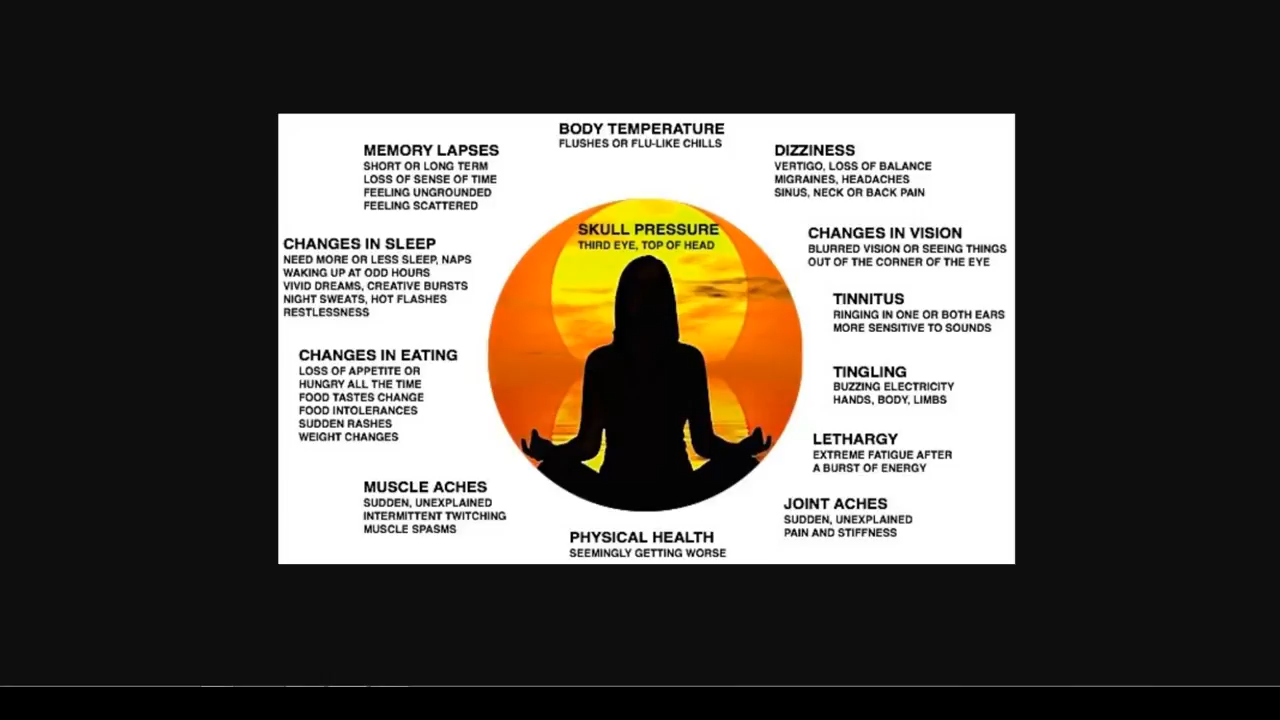 BODY TEMPERATURE
FLUSHES OR FLU-LIKE CHILLS
MEMORY LAPSES
SHORT OR LONG TERM
LOSS OF SENSE OF TIME
FEELING UNGROUNDED
FEELING SCATTERED
DIZZINESS
VERTIGO, LOSS OF BALANCE
MIGRAINES, HEADACHES
SINUS, NECK OR BACK PAIN
SKULL PRESSURE
THIRD EYE, TOP OF HEAD
CHANGES IN SLEEP
NEED MORE OR LESS SLEEP, NAPS
WAKING UP AT ODD HOURS
VIVID DREAMS, CREATIVE BURSTS
NIGHT SWEATS, HOT FLASHES
RESTLESSNESS
CHANGES IN VISION
BLURRED VISION OR SEEING THINGS
OUT OF THE CORNER OF THE EYE
TINNITUS
RINGING IN ONE OR BOTH EARS
MORE SENSITIVE TO SOUNDS
CHANGES IN EATING
LOSS OF APPETITE OR
HUNGRY ALL THE TIME
FOOD TASTES CHANGE
FOOD INTOLERANCES
SUDDEN RASHES
WEIGHT CHANGES
TINGLING
BUZZING ELECTRICITY
HANDS, BODY, LIMBS
LETHARGY
EXTREME FATIGUE AFTER
A BURST OF ENERGY
MUSCLE ACHES
SUDDEN, UNEXPLAINED
INTERMITTENT TWITCHING
MUSCLE SPASMS
JOINT ACHES
SUDDEN, UNEXPLAINED
PAIN AND STIFFNESS
PHYSICAL HEALTH
SEEMINGLY GETTING WORSE